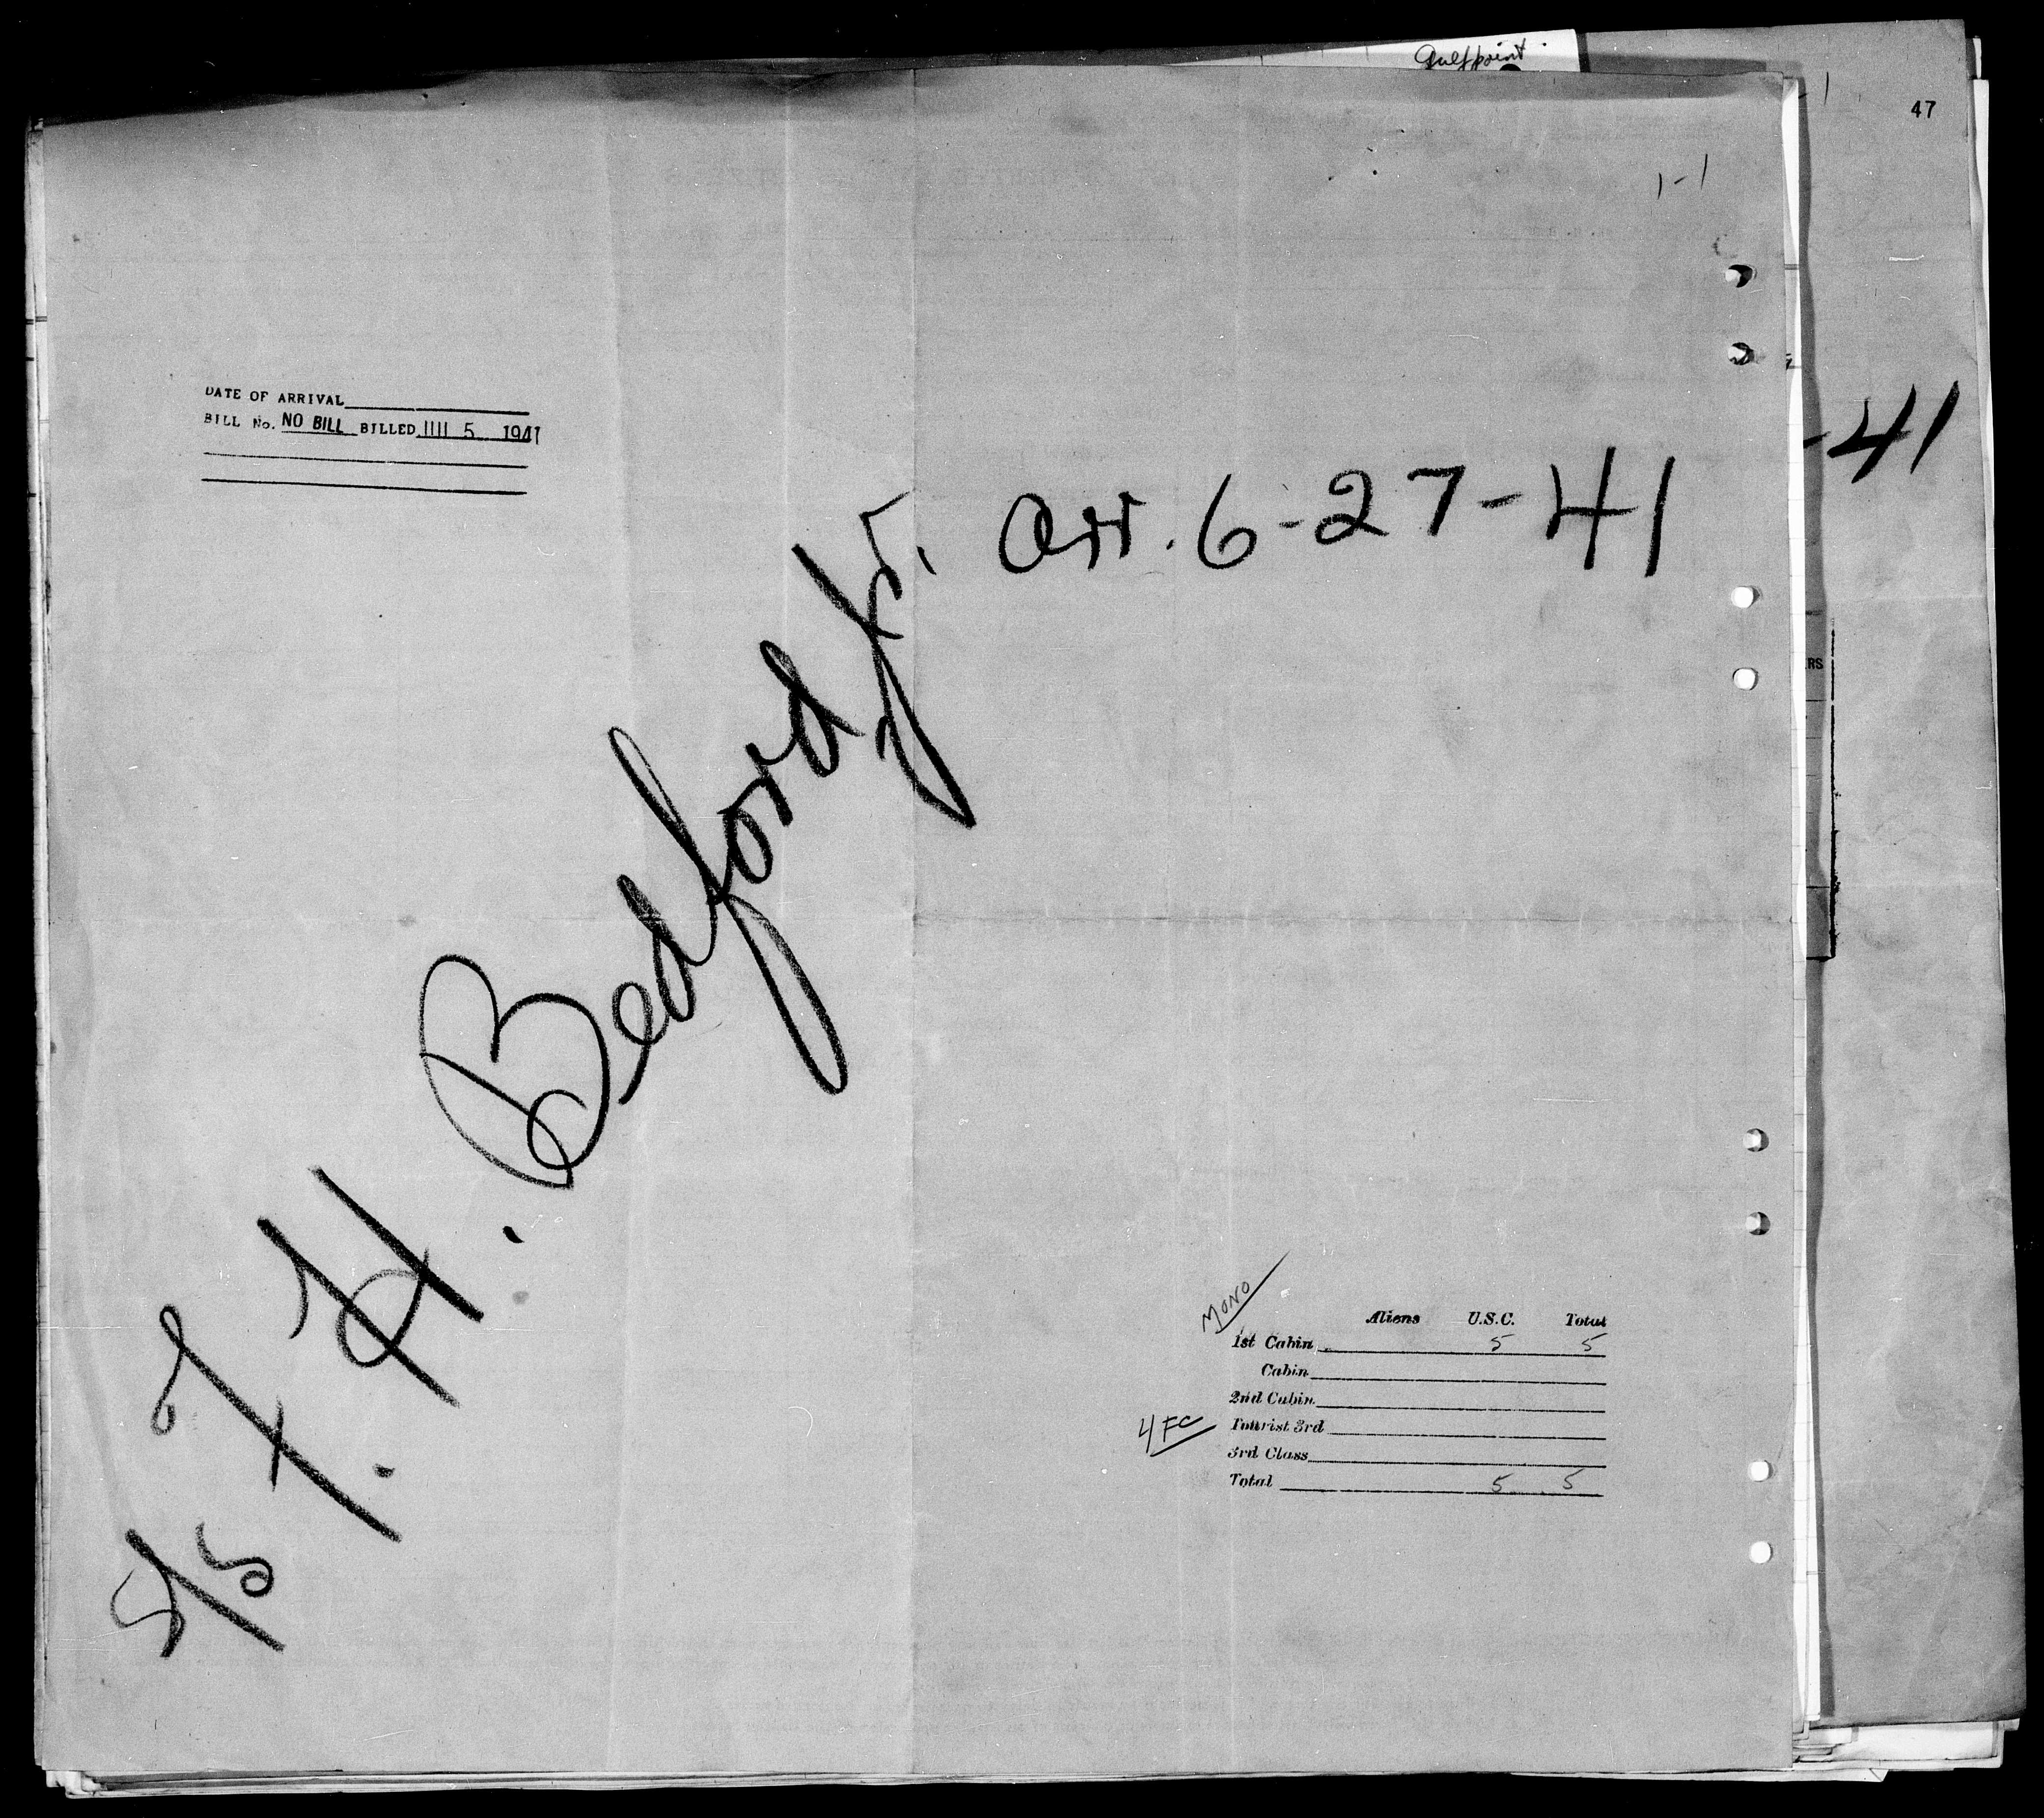 Gulfpoint
47
1-1
DATE OF ARRIVAL
BILL No. NO BILL BILLED 5 1941
-41
S/S F. H. Bedford Jr. Arr. 6-27-41
RS
MONO
Aliens U.S.C. Total
1st Cabin 5 5
Cabin
2nd Cabin
4 FC Tourist 3rd
3rd Class
Total 5 5